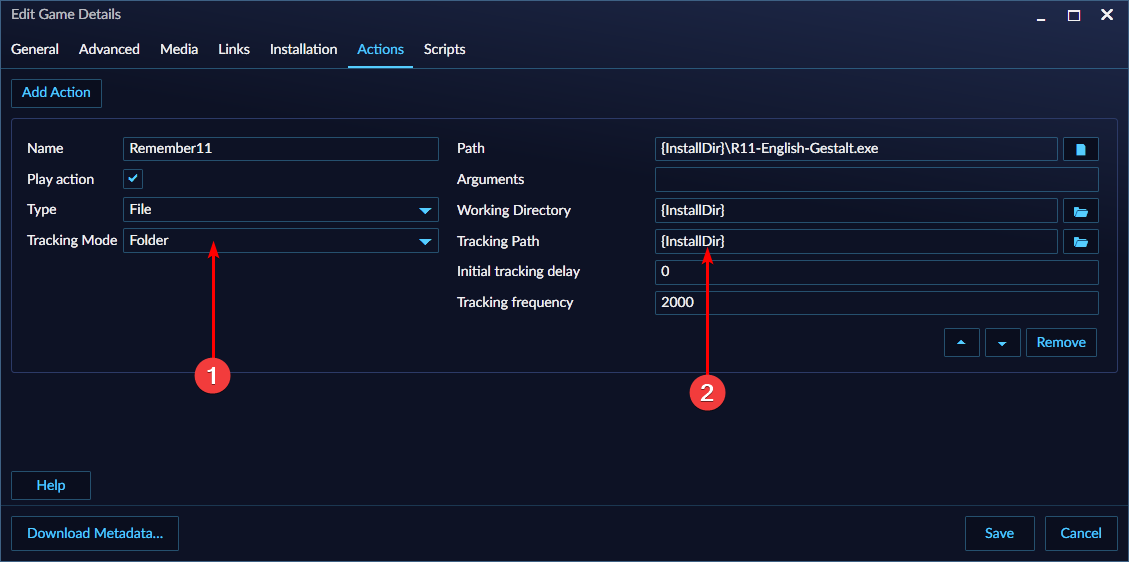 Edit Game Details
General Advanced Media Links Installation Actions Scripts
Add Action
Name Remember11 Path {InstallDir}\R11-English-Gestalt.exe
Play action Arguments
Type File Working Directory {InstallDir}
Tracking Mode Folder Tracking Path {InstallDir}
Initial tracking delay 0
Tracking frequency 2000
Remove
1 2
Help
Download Metadata... Save Cancel